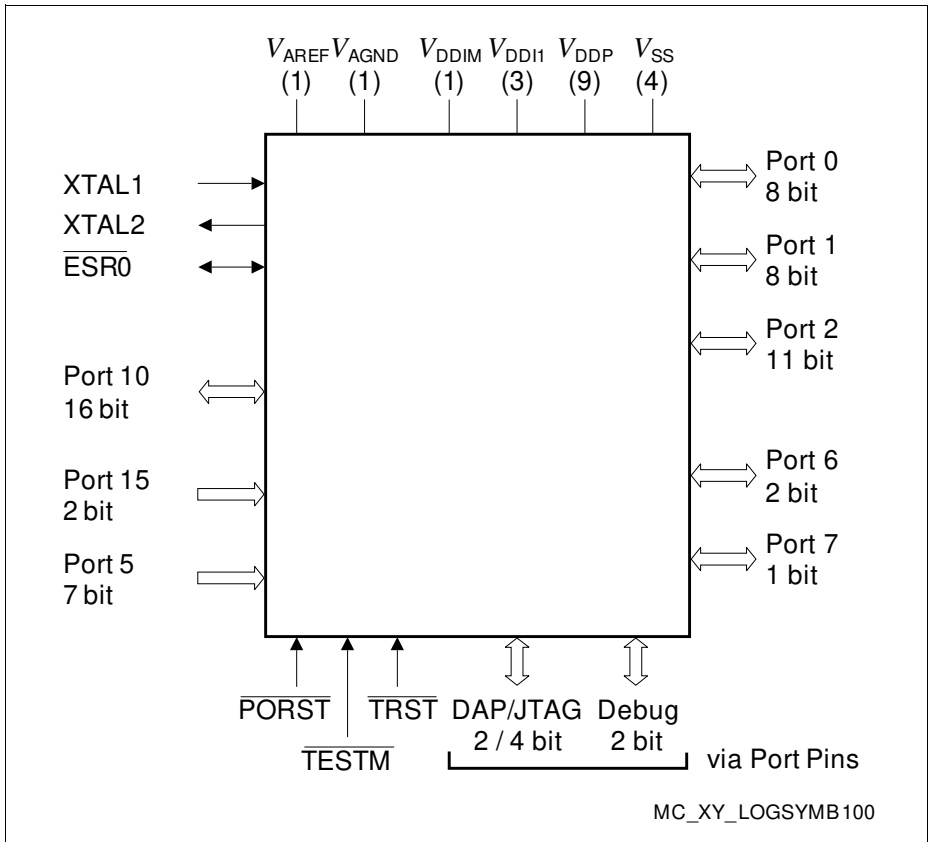 VAREF VAGND VDDIM VDDI1 VDDP VSS
(1) (1) (1) (3) (9) (4)
XTAL1
XTAL2
ESR0
Port 10
16 bit
Port 15
2 bit
Port 5
7 bit
Port 0
8 bit
Port 1
8 bit
Port 2
11 bit
Port 6
2 bit
Port 7
1 bit
PORST TRST DAP/JTAG Debug
TESTM 2 / 4 bit 2 bit
via Port Pins
MC_XY_LOGSYMB100